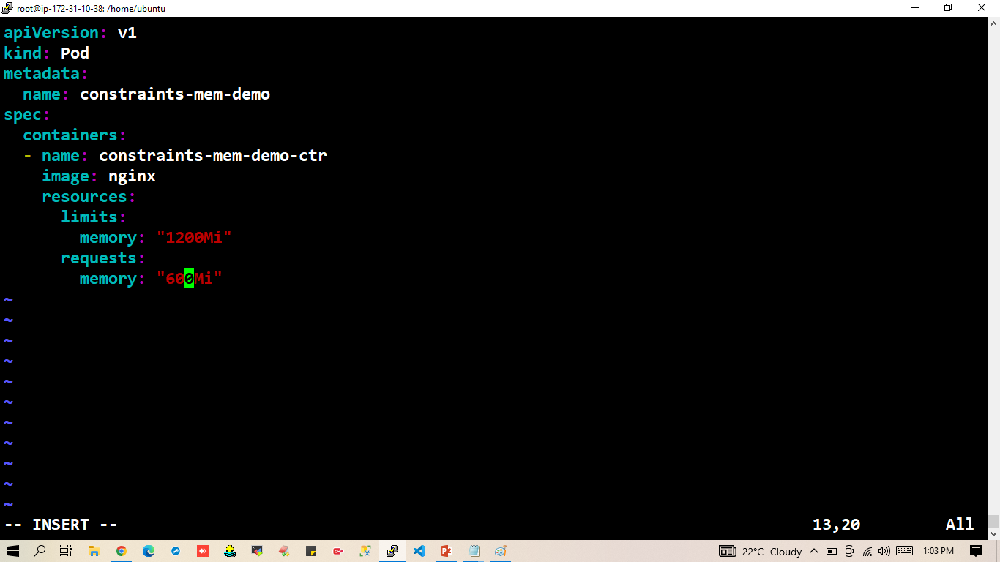 root@ip-172-31-10-38: /home/ubuntu
apiVersion: v1
kind: Pod
metadata:
  name: constraints-mem-demo
spec:
  containers:
  - name: constraints-mem-demo-ctr
    image: nginx
    resources:
      limits:
        memory: "1200Mi"
      requests:
        memory: "600Mi"
~
~
~
~
~
~
~
~
~
~
~
-- INSERT -- 13,20 All
22°C Cloudy 1:03 PM